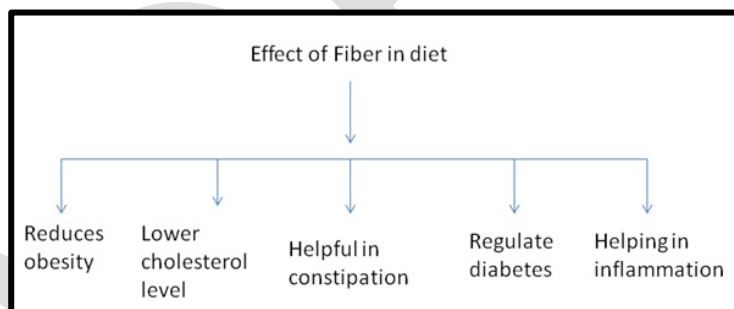 Effect of Fiber in diet
Reduces
obesity
Lower
cholesterol
level
Helpful in
constipation
Regulate
diabetes
Helping in
inflammation